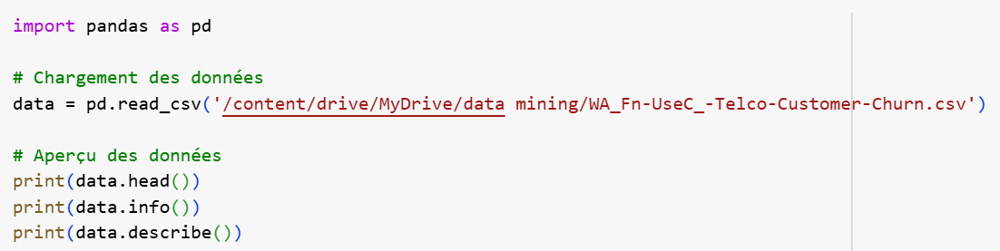 import pandas as pd
# Chargement des données
data = pd.read_csv('/content/drive/MyDrive/data mining/WA_Fn-UseC_-Telco-Customer-Churn.csv')
# Aperçu des données
print(data.head())
print(data.info())
print(data.describe())